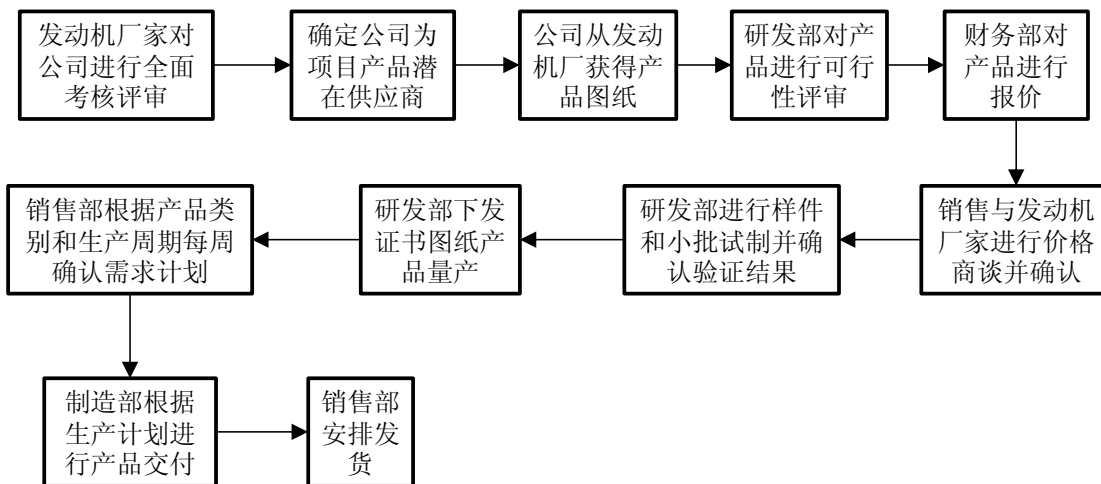 发动机厂家对
公司进行全面
考核评审
确定公司为
项目产品潜
在供应商
公司从发动
机厂获得产
品图纸
研发部对产
品进行可行
性评审
财务部对
产品进行
报价
销售与发动机
厂家进行价格
商谈并确认
研发部进行样件
和小批试制并确
认验证结果
研发部下发
证书图纸产
品量产
销售部根据产品类
别和生产周期每周
确认需求计划
制造部根据
生产计划进
行产品交付
销售部
安排发
货